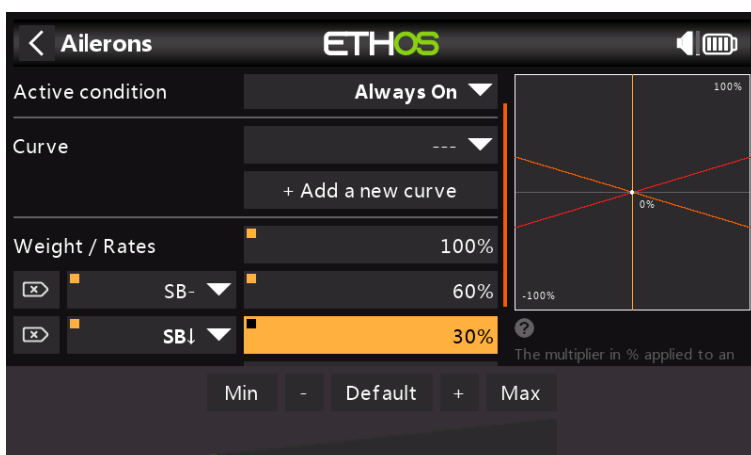 Ailerons
ETHOS
Active condition
Always On
Curve
---
+ Add a new curve
Weight / Rates
100%
SB-
60%
SB↓
30%
100%
0%
-100%
?
The multiplier in % applied to an
Min - Default + Max